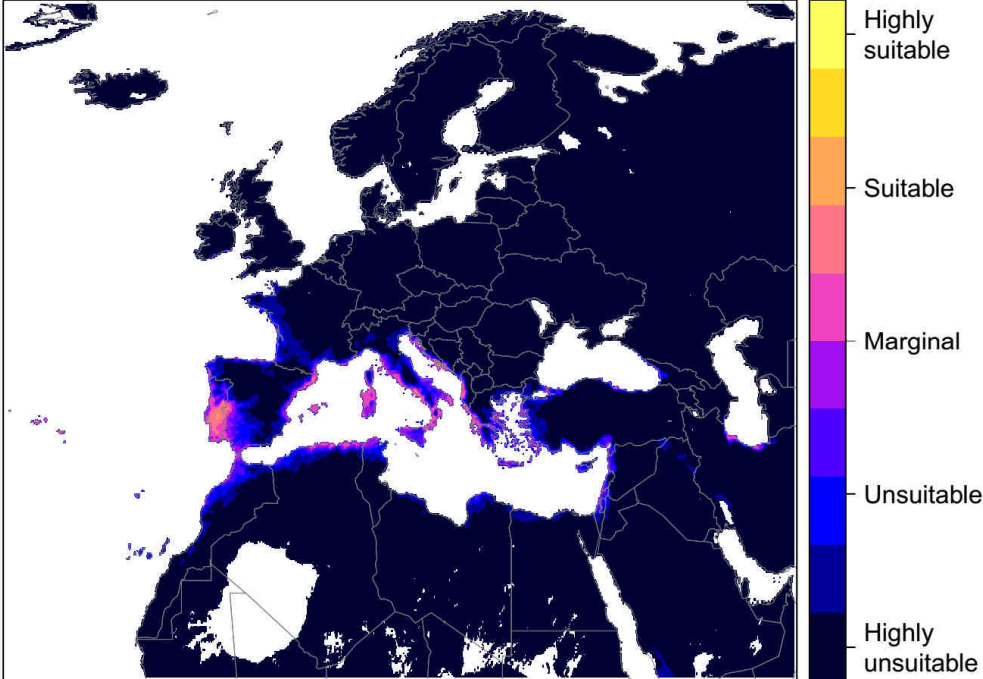 Highly
suitable
Suitable
Marginal
Unsuitable
Highly
unsuitable